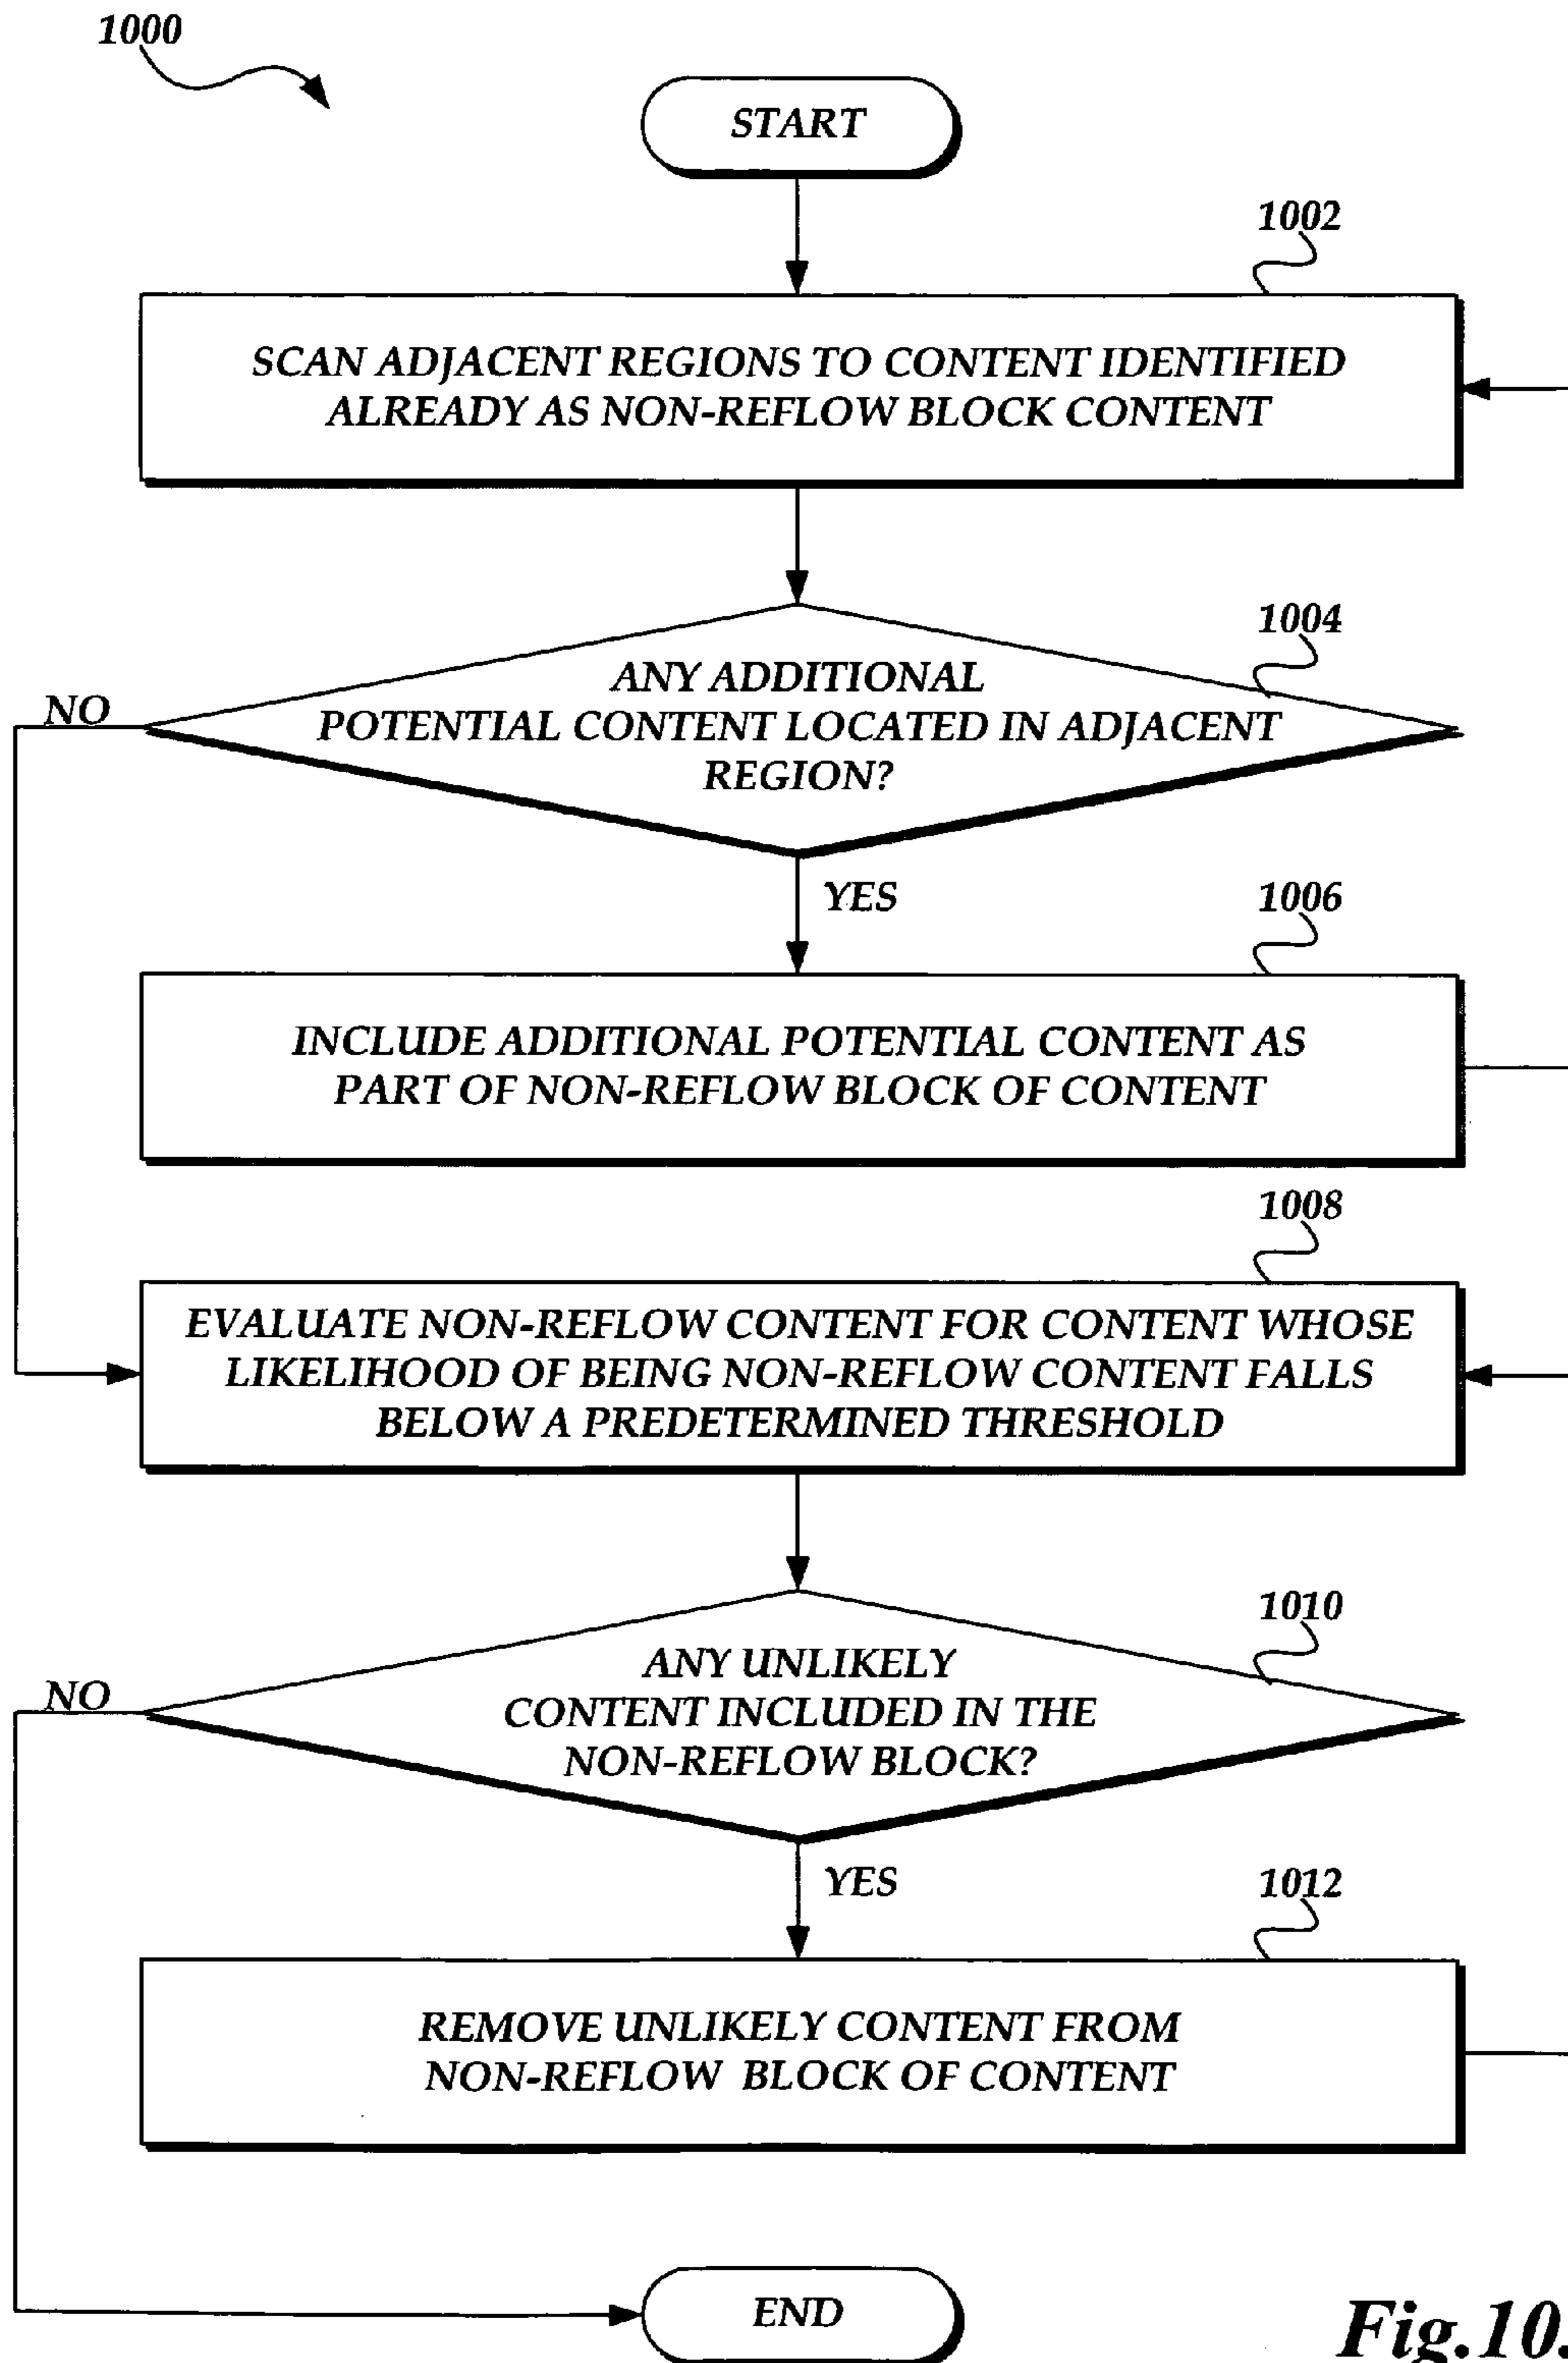 1000
START
1002
SCAN ADJACENT REGIONS TO CONTENT IDENTIFIED
ALREADY AS NON-REFLOW BLOCK CONTENT
1004
ANY ADDITIONAL
POTENTIAL CONTENT LOCATED IN ADJACENT
REGION?
NO
YES
1006
INCLUDE ADDITIONAL POTENTIAL CONTENT AS
PART OF NON-REFLOW BLOCK OF CONTENT
1008
EVALUATE NON-REFLOW CONTENT FOR CONTENT WHOSE
LIKELIHOOD OF BEING NON-REFLOW CONTENT FALLS
BELOW A PREDETERMINED THRESHOLD
1010
ANY UNLIKELY
CONTENT INCLUDED IN THE
NON-REFLOW BLOCK?
NO
YES
1012
REMOVE UNLIKELY CONTENT FROM
NON-REFLOW BLOCK OF CONTENT
END
Fig.10.